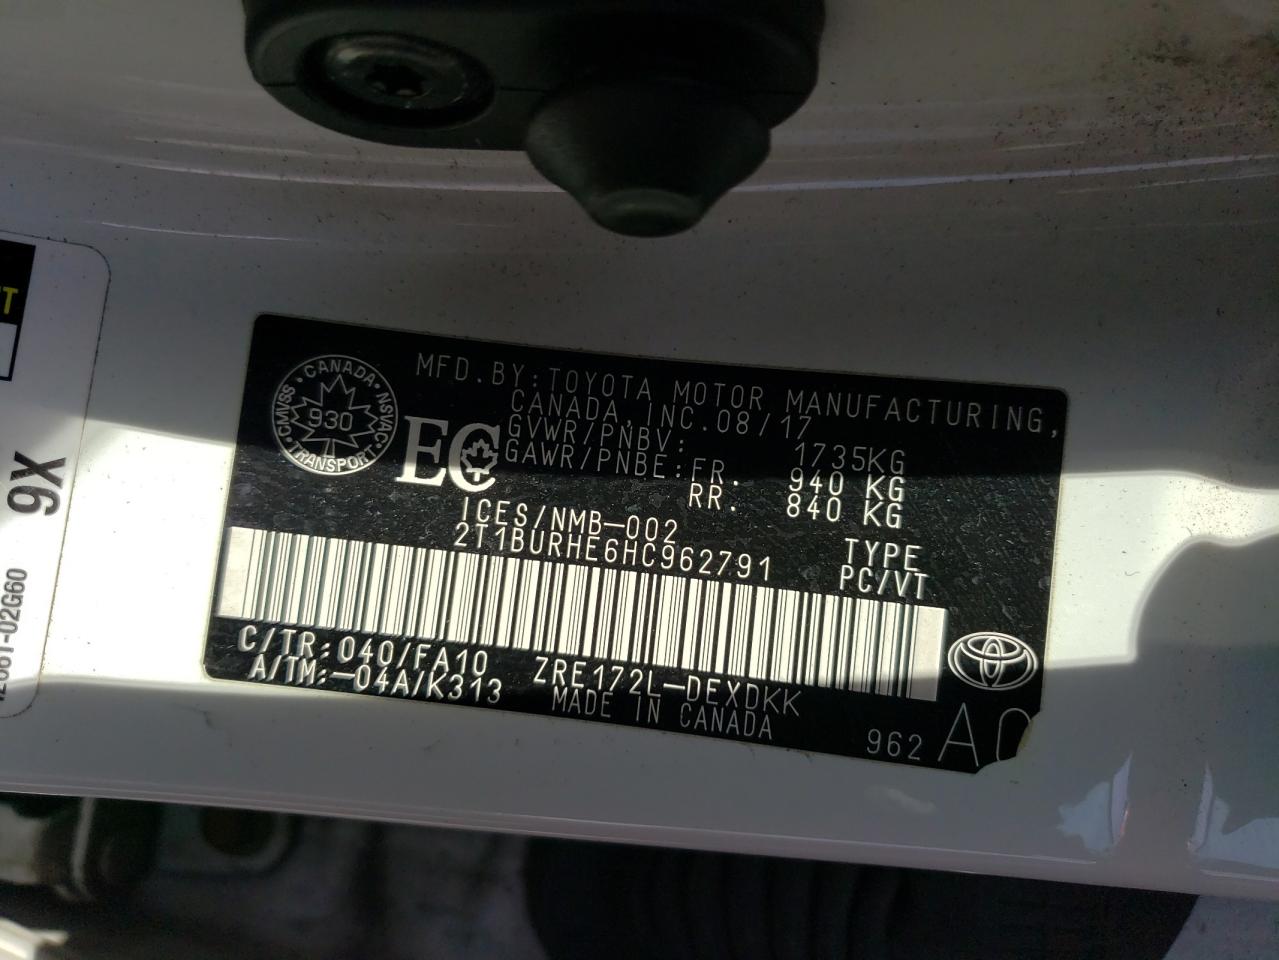 MFD.BY:TOYOTA MOTOR MANUFACTURING,
CANADA, INC.08/17
GVWR/PNBV: 1735KG
GAWR/PNBE:FR. 940 KG
RR. 840 KG
CANADA
CMVSS NSVAC
930
TRANSPORT
EC
ICES/NMB-002
2T1BURHE6HC962791
TYPE
PC/VT
C/TR:040/FA10 ZRE172L-DEXDKK
A/TM:-04A/K313 MADE IN CANADA
962 A0
9X